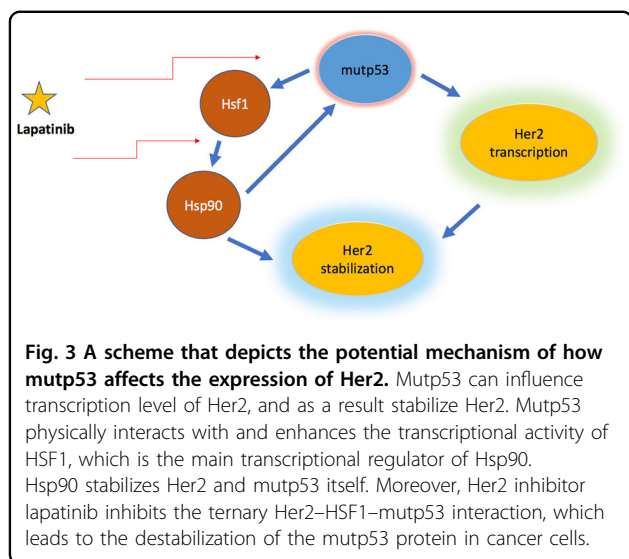 mutp53
Hsf1
Lapatinib
Her2
transcription
Hsp90
Her2
stabilization
Fig. 3 A scheme that depicts the potential mechanism of how
mutp53 affects the expression of Her2. Mutp53 can influence
transcription level of Her2, and as a result stabilize Her2. Mutp53
physically interacts with and enhances the transcriptional activity of
HSF1, which is the main transcriptional regulator of Hsp90.
Hsp90 stabilizes Her2 and mutp53 itself. Moreover, Her2 inhibitor
lapatinib inhibits the ternary Her2–HSF1–mutp53 interaction, which
leads to the destabilization of the mutp53 protein in cancer cells.